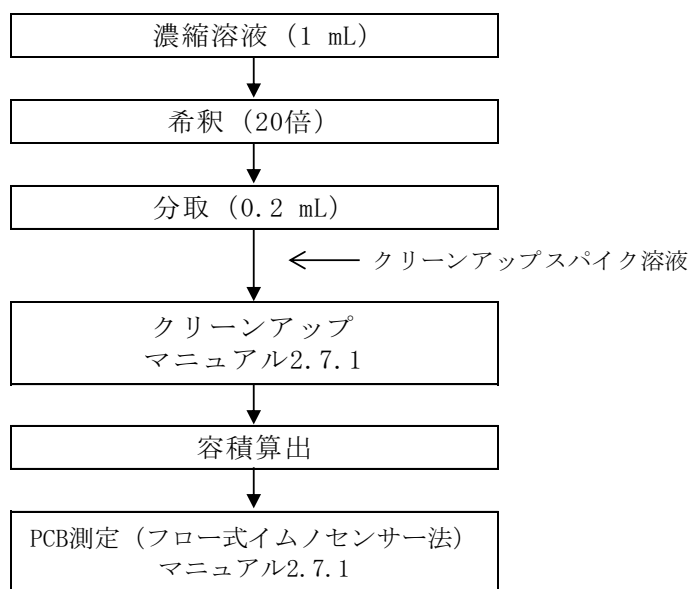 濃縮溶液 (1 mL)
希釈 (20倍)
分取 (0.2 mL)
クリーンアップスパイク溶液
クリーンアップ
マニュアル2.7.1
容積算出
PCB測定 (フロー式イムノセンサー法)
マニュアル2.7.1